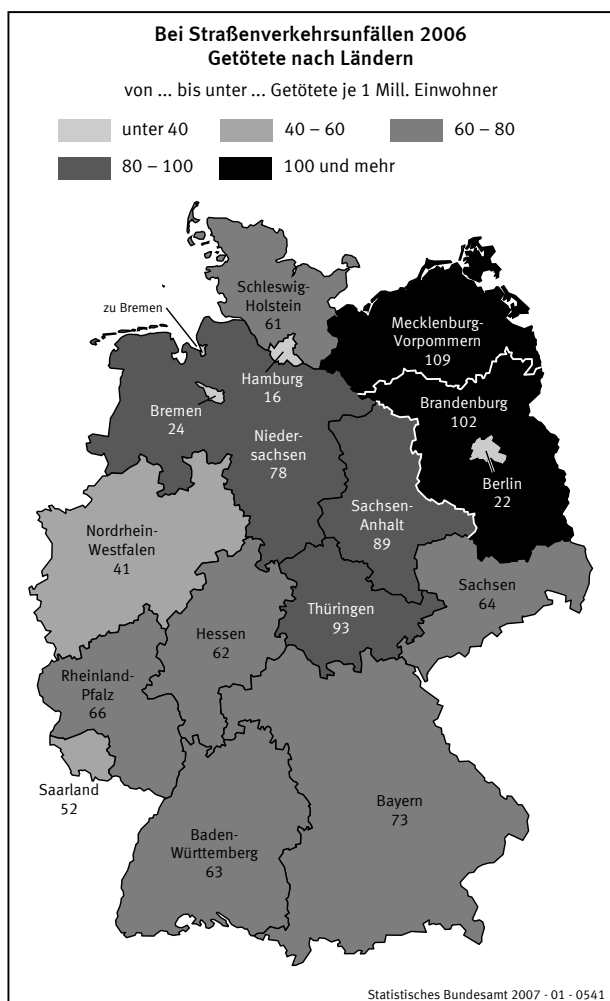 Bei Straßenverkehrsunfällen 2006
Getötete nach Ländern
von ... bis unter ... Getötete je 1 Mill. Einwohner
unter 40
40 – 60
60 – 80
80 – 100
100 und mehr
Schleswig-
Holstein
61
zu Bremen
Mecklenburg-
Vorpommern
109
Hamburg
16
Bremen
24
Brandenburg
102
Nieder-
sachsen
78
Berlin
22
Sachsen-
Anhalt
89
Nordrhein-
Westfalen
41
Sachsen
64
Thüringen
93
Hessen
62
Rheinland-
Pfalz
66
Saarland
52
Bayern
73
Baden-
Württemberg
63
Statistisches Bundesamt 2007 - 01 - 0541